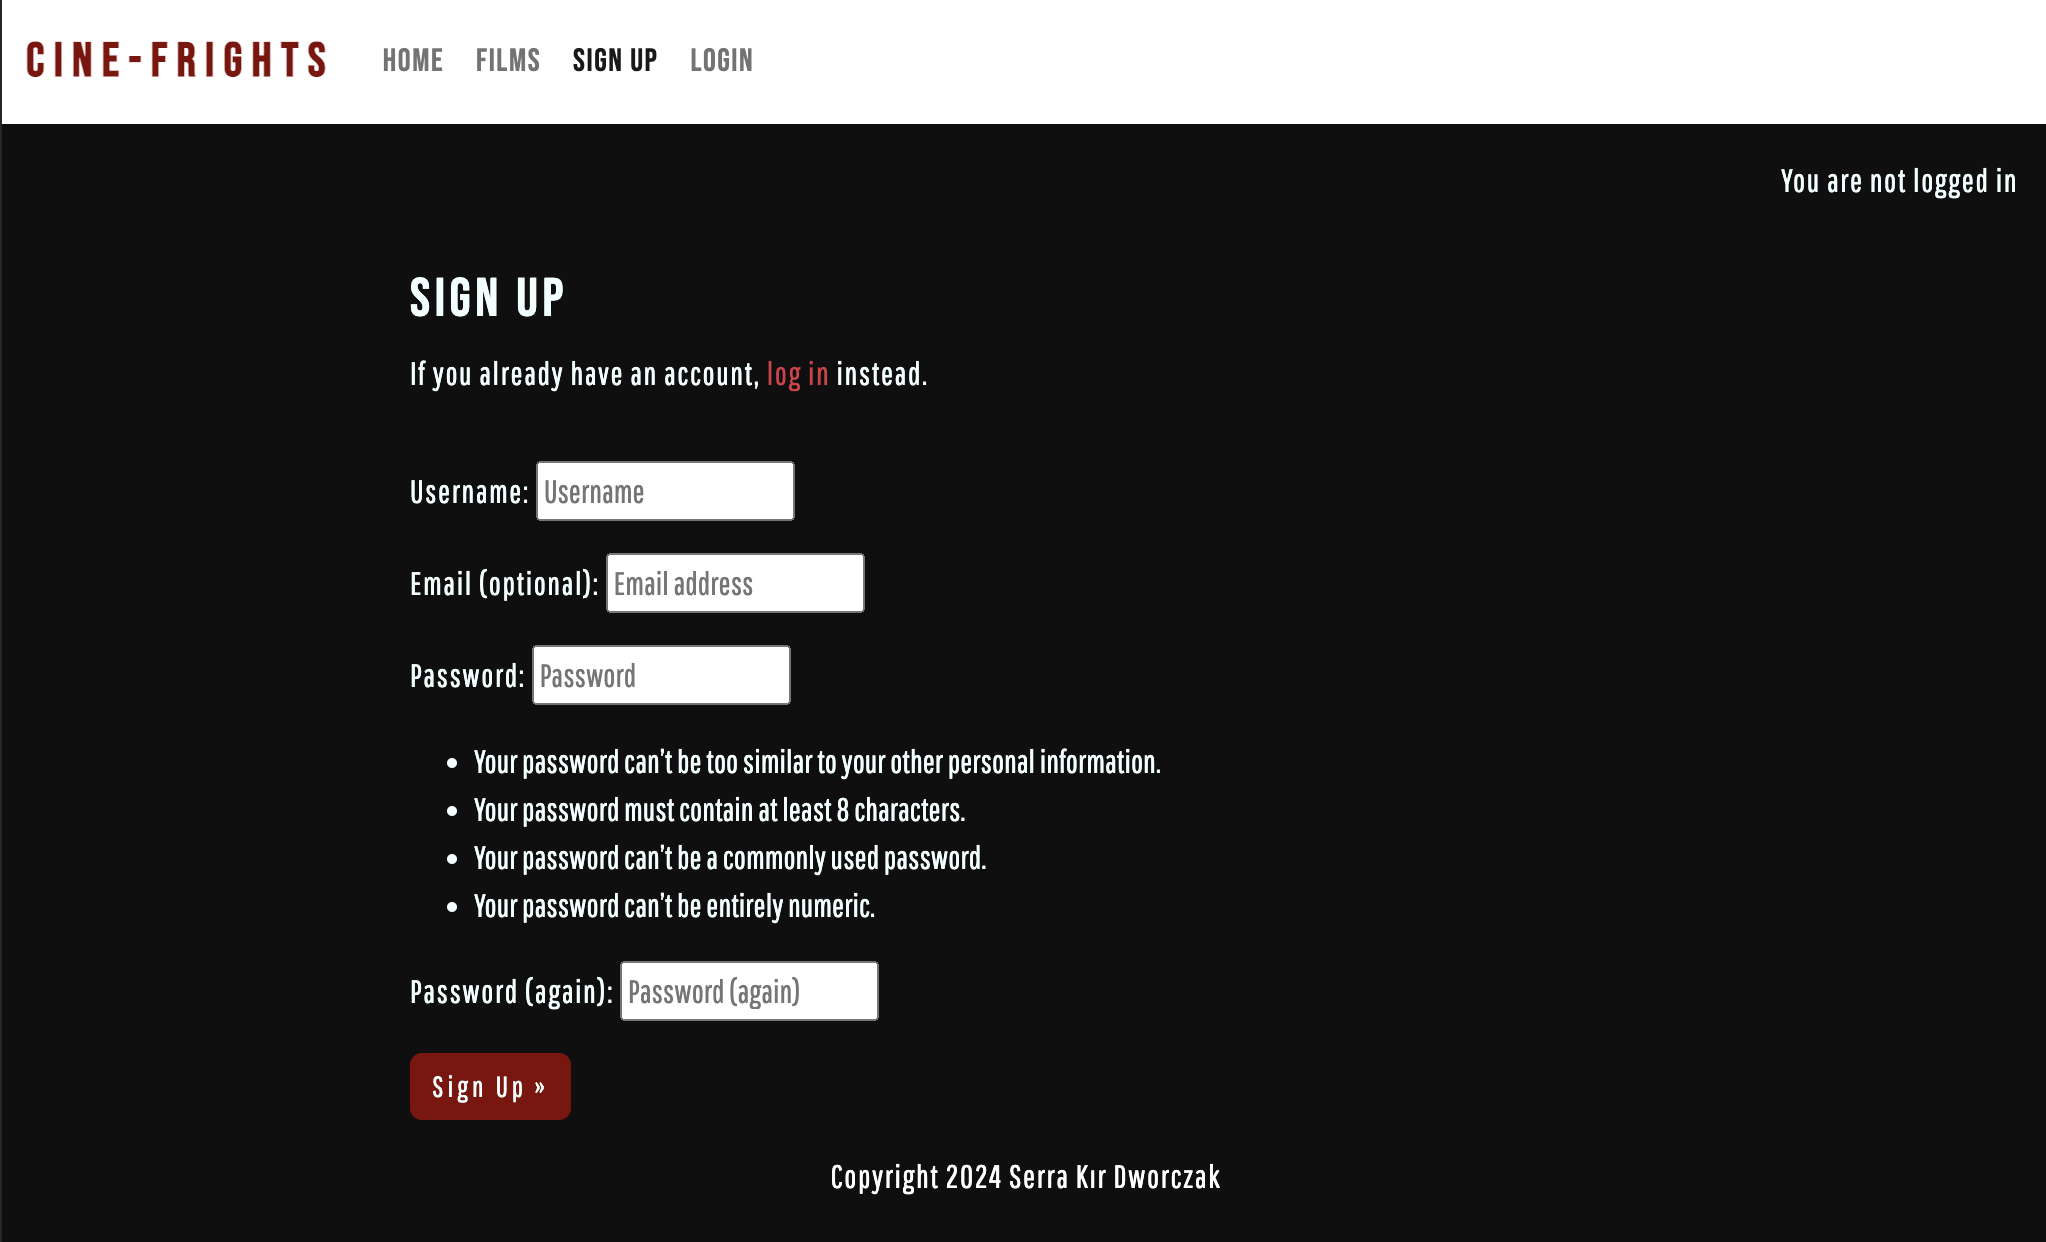 CINE-FRIGHTS HOME FILMS SIGN UP LOGIN
You are not logged in
SIGN UP
If you already have an account, log in instead.
Username: Username
Email (optional): Email address
Password: Password
• Your password can't be too similar to your other personal information.
• Your password must contain at least 8 characters.
• Your password can't be a commonly used password.
• Your password can't be entirely numeric.
Password (again): Password (again)
Sign Up »
Copyright 2024 Serra Kır Dworczak